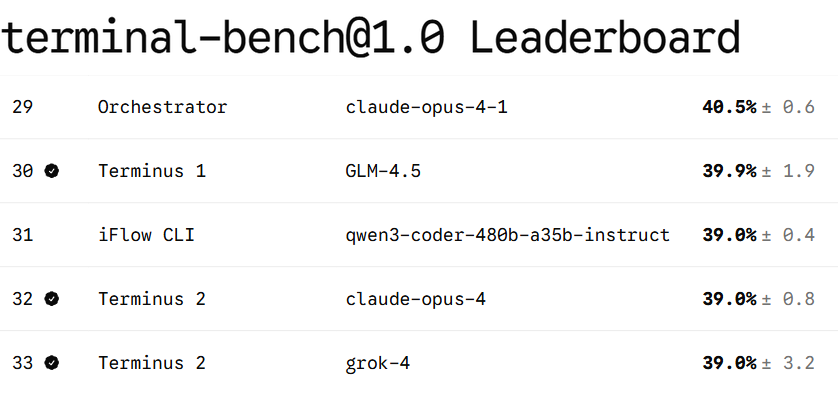 terminal-bench@1.0 Leaderboard
29 Orchestrator claude-opus-4-1 40.5% ± 0.6
30 Terminus 1 GLM-4.5 39.9% ± 1.9
31 iFlow CLI qwen3-coder-480b-a35b-instruct 39.0% ± 0.4
32 Terminus 2 claude-opus-4 39.0% ± 0.8
33 Terminus 2 grok-4 39.0% ± 3.2